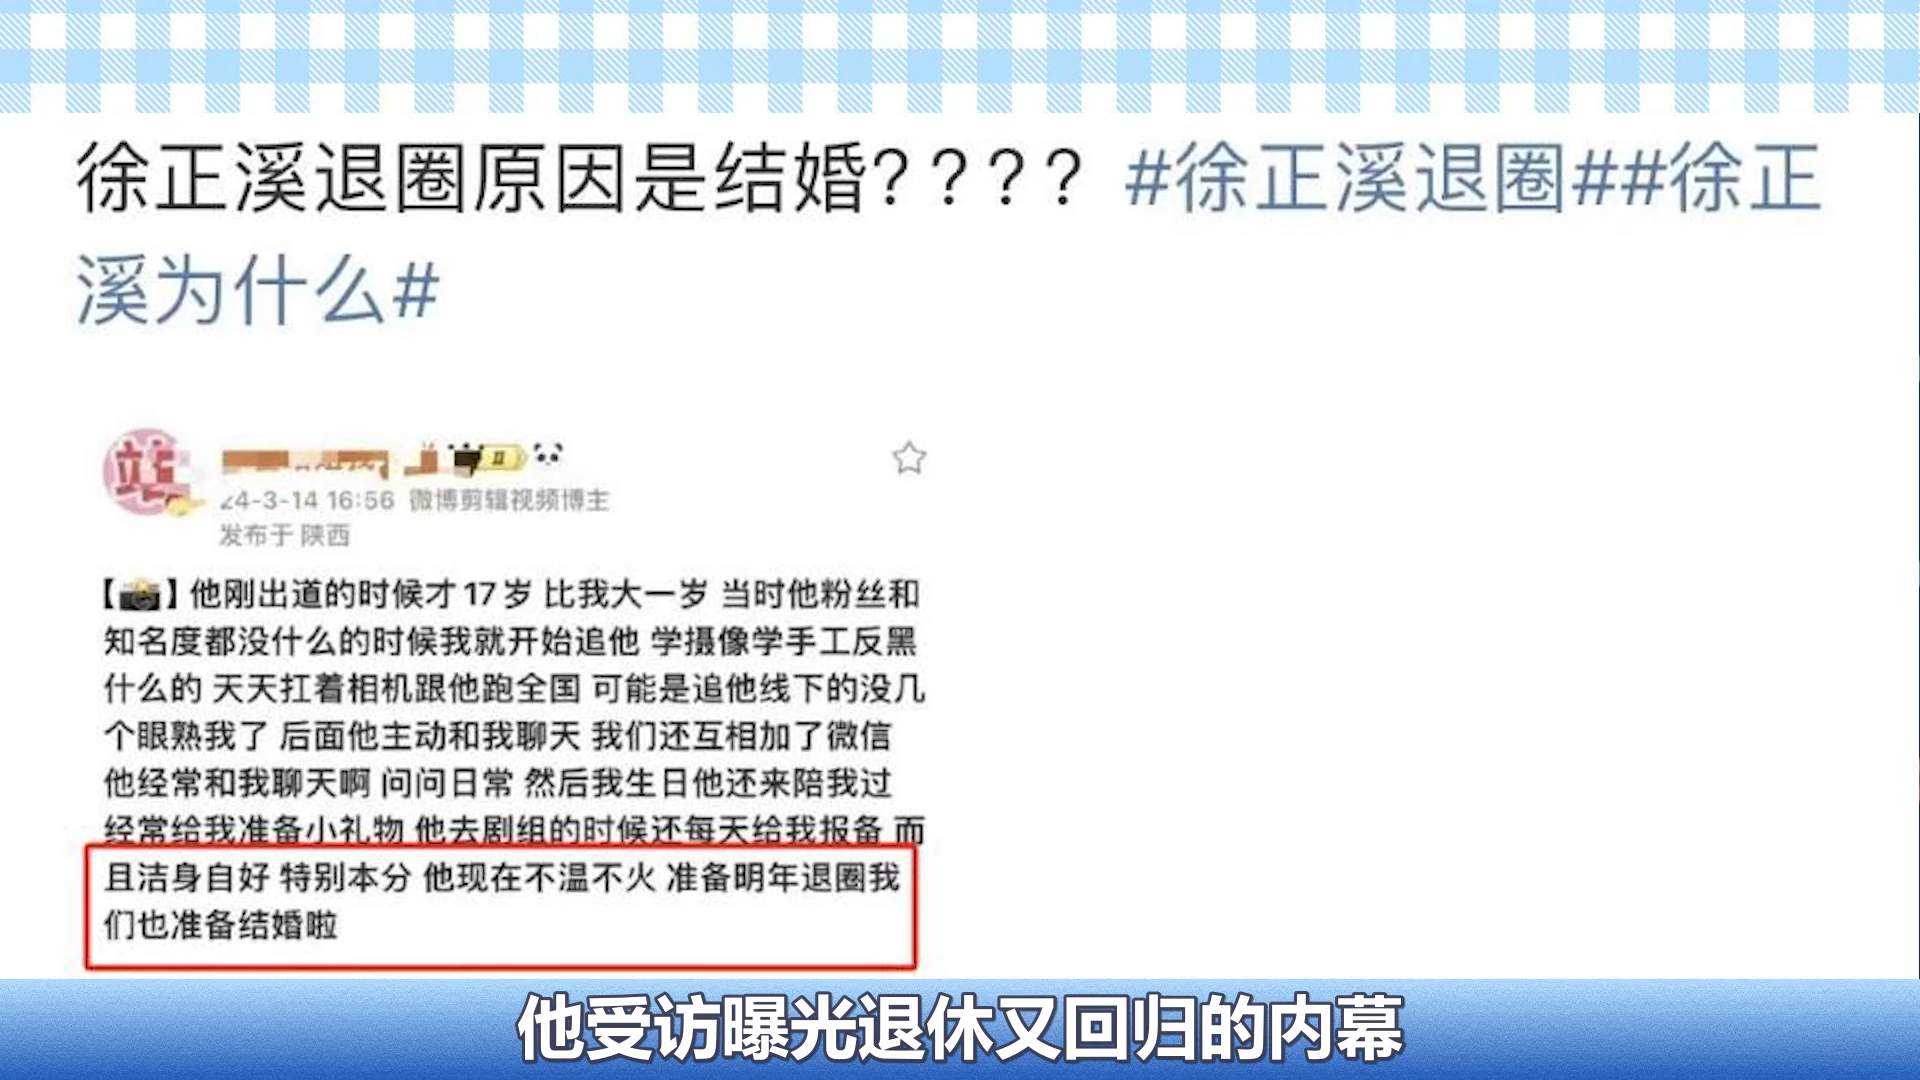 徐正溪退圈原因是结婚？？？？ #徐正溪退圈##徐正
溪为什么#
24-3-14 16:56 微博剪辑视频博主
发布于 陕西
【📸】他刚出道的时候才17岁 比我大一岁 当时他粉丝和
知名度都没什么的时候我就开始追他 学摄像学手工反黑
什么的 天天扛着相机跟他跑全国 可能是追他线下的没几
个眼熟我了 后面他主动和我聊天 我们还互相加了微信
他经常和我聊天啊 问问日常 然后我生日他还来陪我过
经常给我准备小礼物 他去剧组的时候还每天给我报备 而
且洁身自好 特别本分 他现在不温不火 准备明年退圈我
们也准备结婚啦
他受访曝光退休又回归的内幕